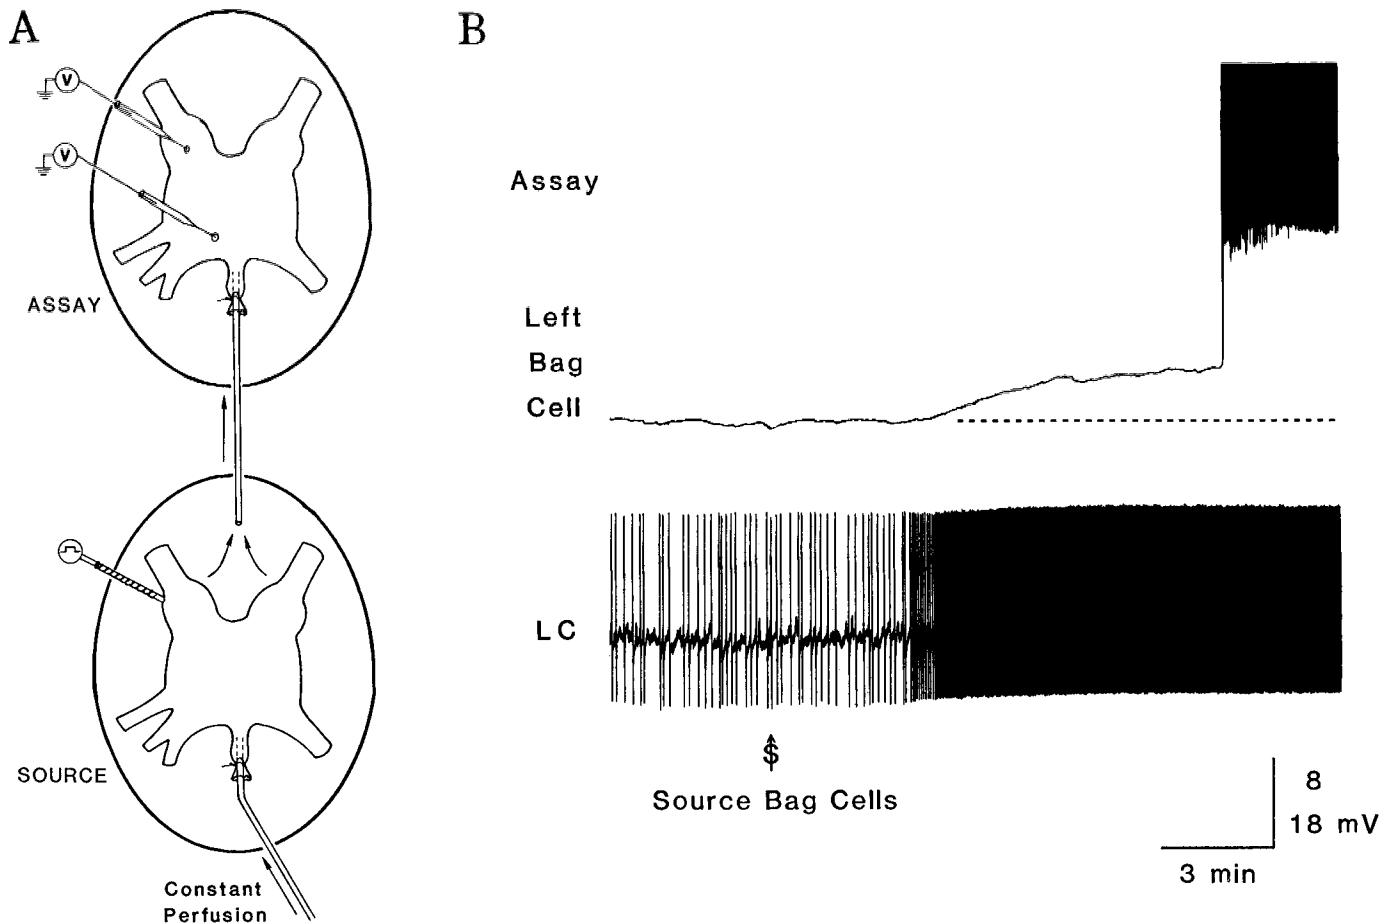 A
V
V
ASSAY
SOURCE
Constant
Perfusion
B
Assay
Left
Bag
Cell
LC
S
Source Bag Cells
8
18 mV
3 min